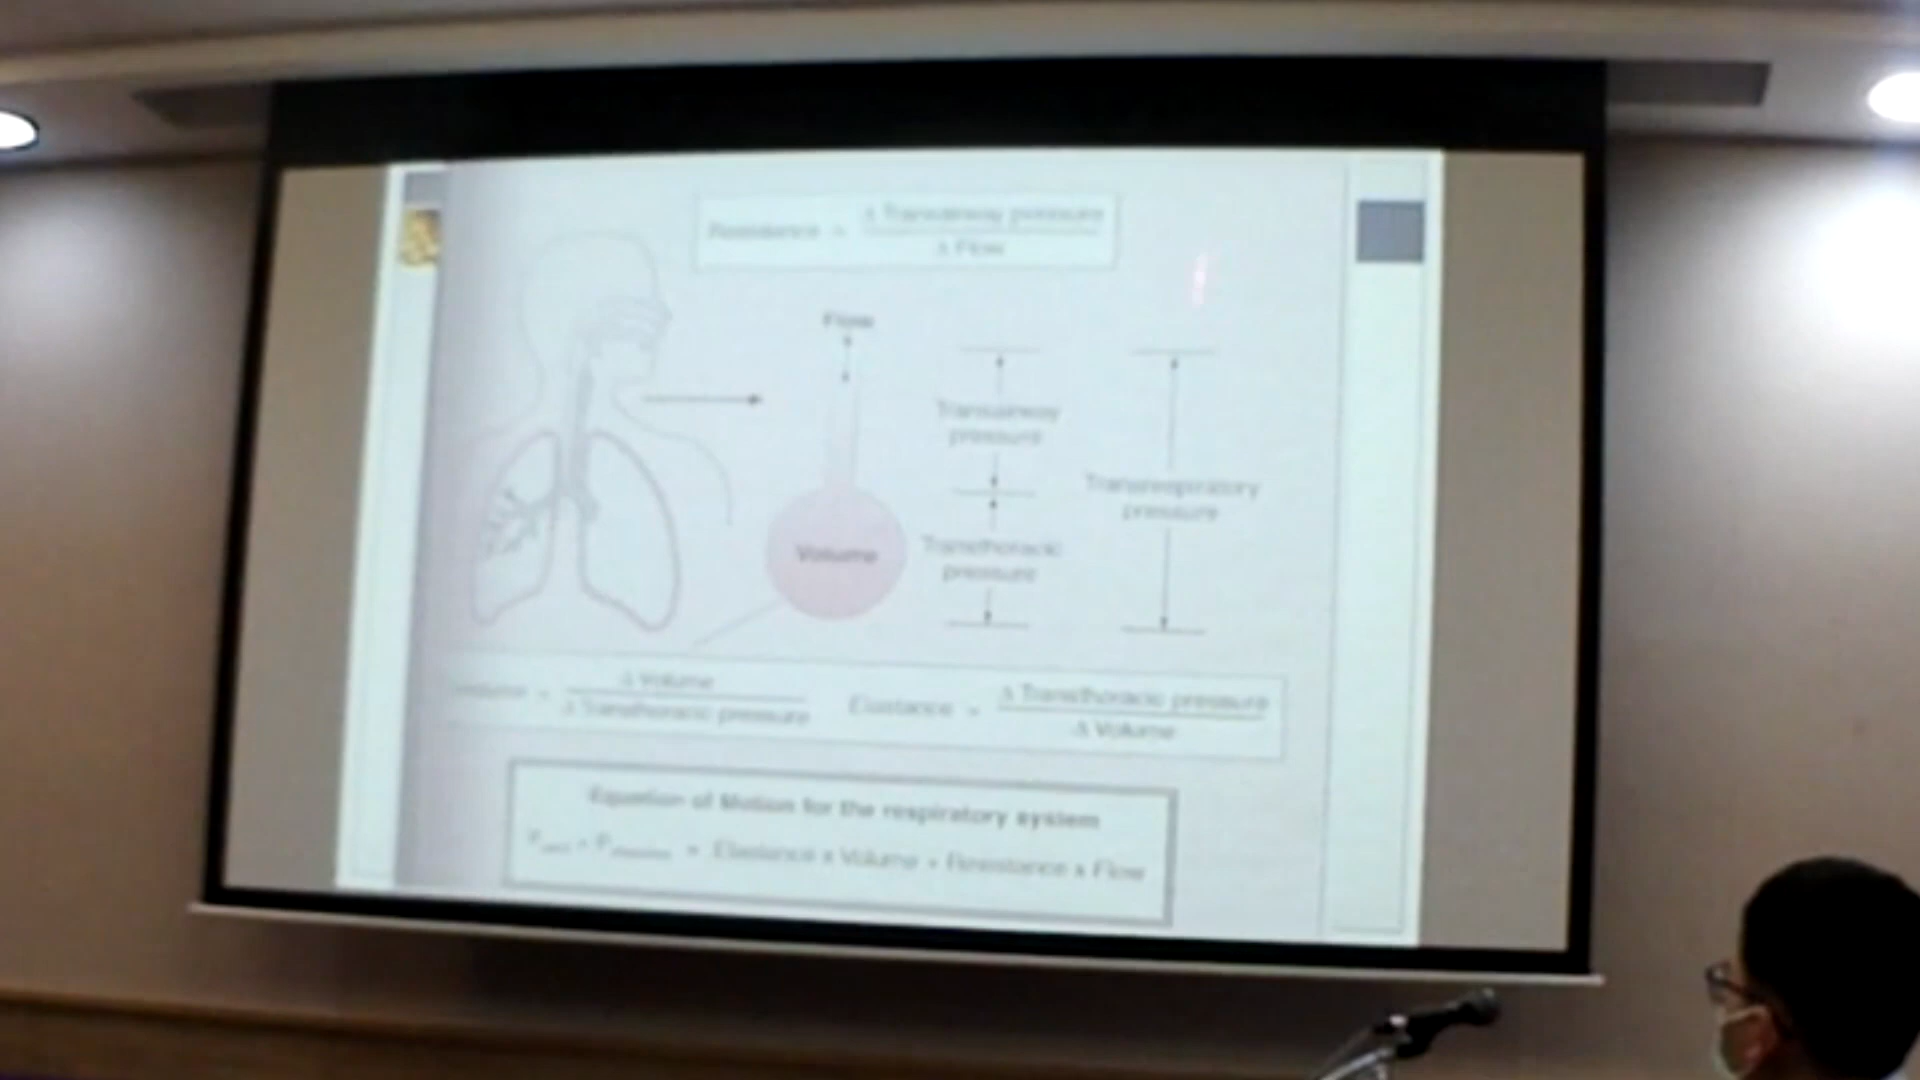 Resistance = Δ Transairway pressure
Δ Flow
Flow
Transairway
pressure
Transrespiratory
pressure
Volume
Transthoracic
pressure
= Δ Volume
Δ Transthoracic pressure
Elastance = Δ Transthoracic pressure
Δ Volume
Equation of Motion for the respiratory system
= Elastance x Volume + Resistance x Flow